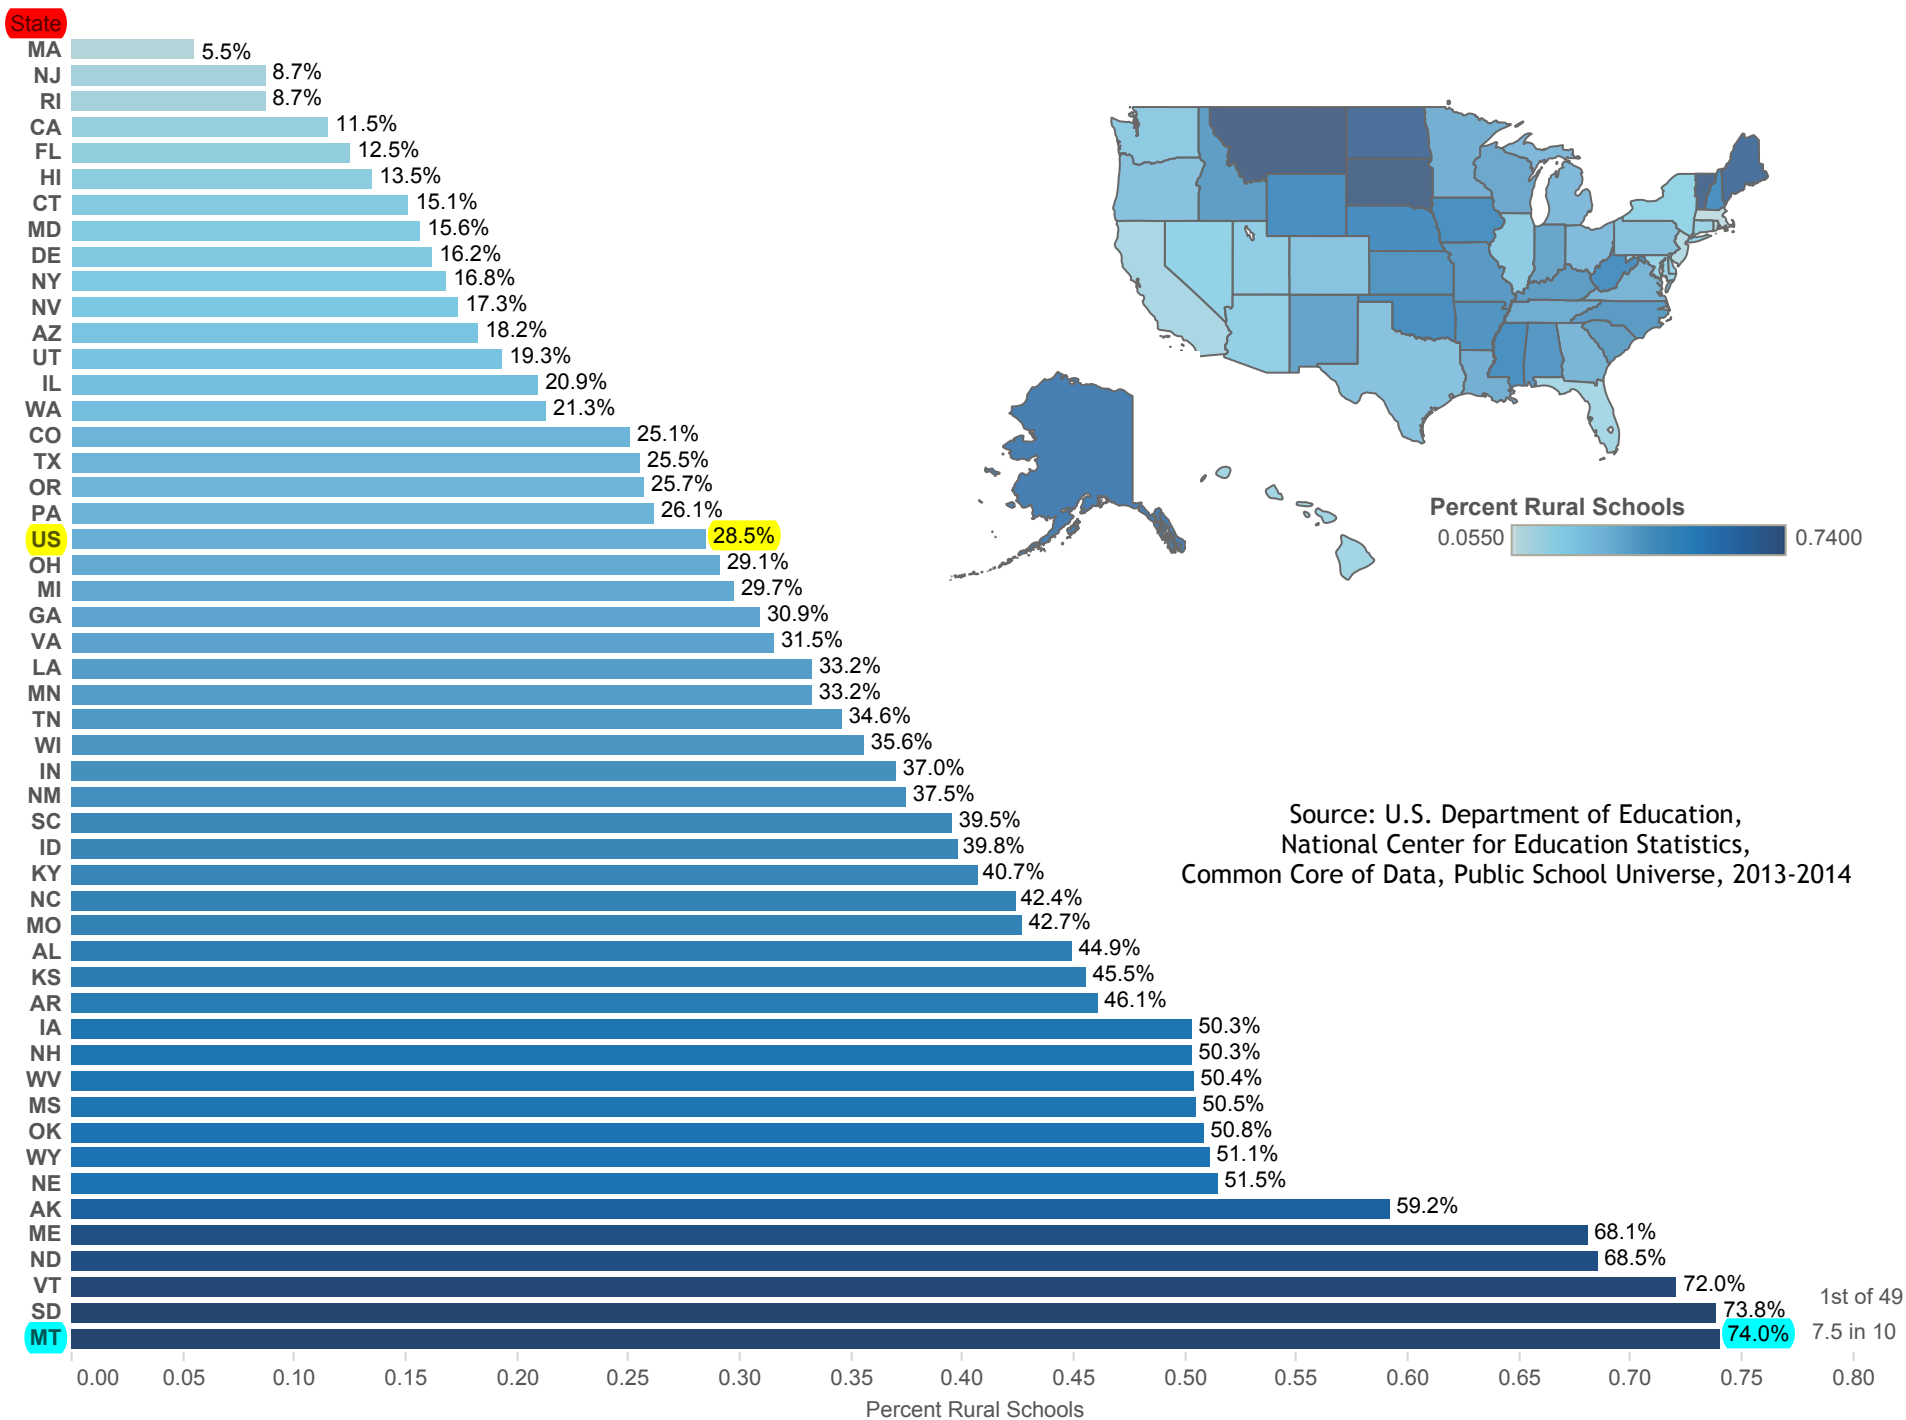 State
MA 5.5%
NJ 8.7%
RI 8.7%
CA 11.5%
FL 12.5%
HI 13.5%
CT 15.1%
MD 15.6%
DE 16.2%
NY 16.8%
NV 17.3%
AZ 18.2%
UT 19.3%
IL 20.9%
WA 21.3%
CO 25.1%
TX 25.5%
OR 25.7%
PA 26.1%
US 28.5%
OH 29.1%
MI 29.7%
GA 30.9%
VA 31.5%
LA 33.2%
MN 33.2%
TN 34.6%
WI 35.6%
IN 37.0%
NM 37.5%
SC 39.5%
ID 39.8%
KY 40.7%
NC 42.4%
MO 42.7%
AL 44.9%
KS 45.5%
AR 46.1%
IA 50.3%
NH 50.3%
WV 50.4%
MS 50.5%
OK 50.8%
WY 51.1%
NE 51.5%
AK 59.2%
ME 68.1%
ND 68.5%
VT 72.0%
SD 73.8%
MT 74.0%
1st of 49
7.5 in 10
0.00 0.05 0.10 0.15 0.20 0.25 0.30 0.35 0.40 0.45 0.50 0.55 0.60 0.65 0.70 0.75 0.80
Percent Rural Schools
Percent Rural Schools
0.0550 0.7400
Source: U.S. Department of Education,
National Center for Education Statistics,
Common Core of Data, Public School Universe, 2013-2014